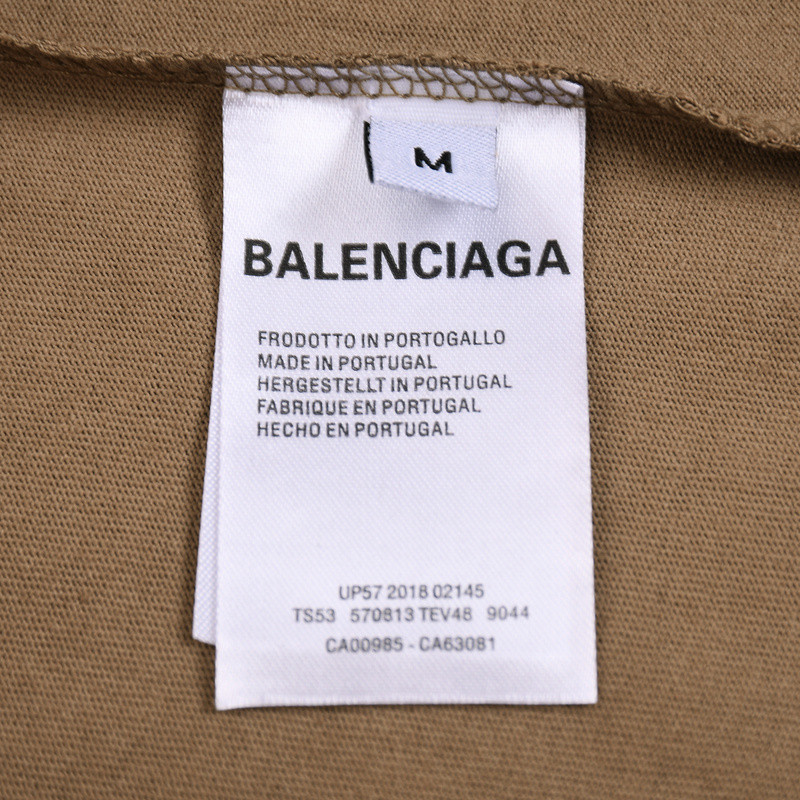 M
BALENCIAGA
FRODOTTO IN PORTOGALLO
MADE IN PORTUGAL
HERGESTELLT IN PORTUGAL
FABRIQUE EN PORTUGAL
HECHO EN PORTUGAL
UP57 2018 02145
TS53 570813 TEV48 9044
CA00985 - CA63081